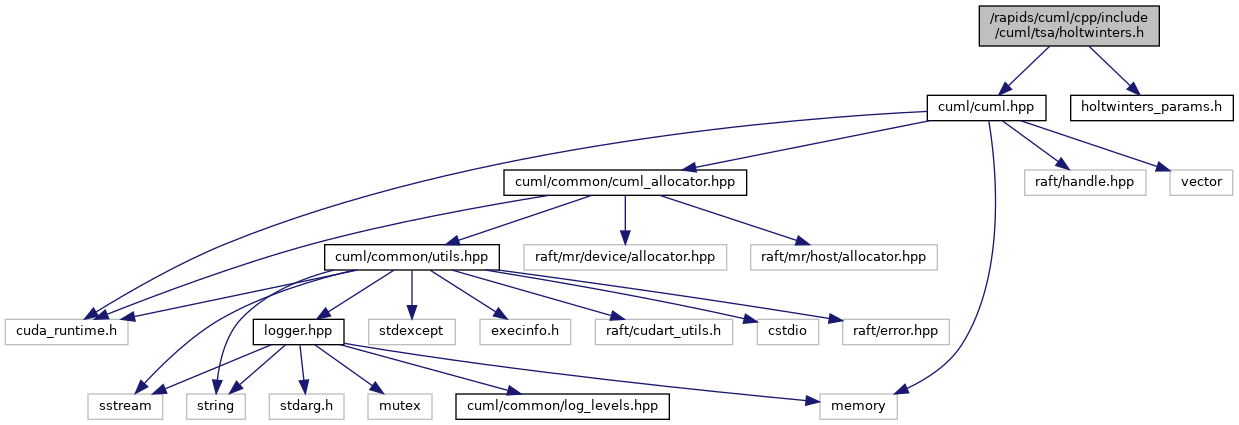 /rapids/cuml/cpp/include
/cuml/tsa/holtwinters.h
cuml/cuml.hpp
holtwinters_params.h
cuml/common/cuml_allocator.hpp
raft/handle.hpp
vector
cuml/common/utils.hpp
raft/mr/device/allocator.hpp
raft/mr/host/allocator.hpp
cuda_runtime.h
logger.hpp
stdexcept
execinfo.h
raft/cudart_utils.h
cstdio
raft/error.hpp
sstream
string
stdarg.h
mutex
cuml/common/log_levels.hpp
memory